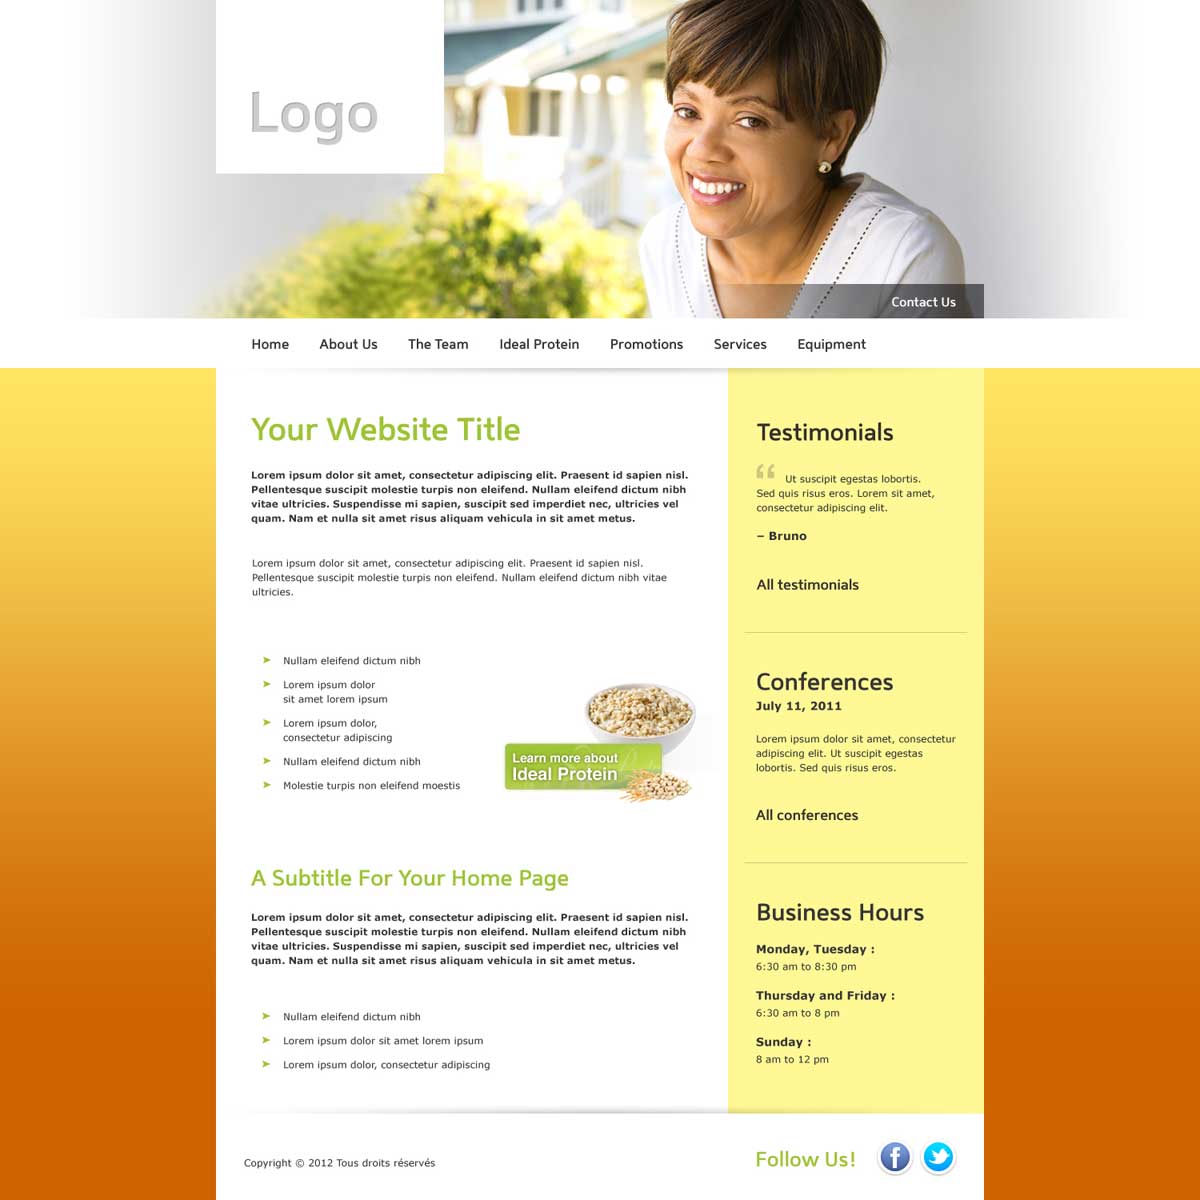 Logo
Contact Us
Home About Us The Team Ideal Protein Promotions Services Equipment
Your Website Title
Lorem ipsum dolor sit amet, consectetur adipiscing elit. Praesent id sapien nisl.
Pellentesque suscipit molestie turpis non eleifend. Nullam eleifend dictum nibh
vitae ultricies. Suspendisse mi sapien, suscipit sed imperdiet nec, ultricies vel
quam. Nam et nulla sit amet risus aliquam vehicula in sit amet metus.
Lorem ipsum dolor sit amet, consectetur adipiscing elit. Praesent id sapien nisl.
Pellentesque suscipit molestie turpis non eleifend. Nullam eleifend dictum nibh vitae
ultricies.
Nullam eleifend dictum nibh
Lorem ipsum dolor
sit amet lorem ipsum
Lorem ipsum dolor,
consectetur adipiscing
Nullam eleifend dictum nibh
Molestie turpis non eleifend moestis
Learn more about
Ideal Protein
A Subtitle For Your Home Page
Lorem ipsum dolor sit amet, consectetur adipiscing elit. Praesent id sapien nisl.
Pellentesque suscipit molestie turpis non eleifend. Nullam eleifend dictum nibh
vitae ultricies. Suspendisse mi sapien, suscipit sed imperdiet nec, ultricies vel
quam. Nam et nulla sit amet risus aliquam vehicula in sit amet metus.
Nullam eleifend dictum nibh
Lorem ipsum dolor sit amet lorem ipsum
Lorem ipsum dolor, consectetur adipiscing
Testimonials
“ Ut suscipit egestas lobortis.
Sed quis risus eros. Lorem sit amet,
consectetur adipiscing elit.
– Bruno
All testimonials
Conferences
July 11, 2011
Lorem ipsum dolor sit amet, consectetur
adipiscing elit. Ut suscipit egestas
lobortis. Sed quis risus eros.
All conferences
Business Hours
Monday, Tuesday :
6:30 am to 8:30 pm
Thursday and Friday :
6:30 am to 8 pm
Sunday :
8 am to 12 pm
Copyright © 2012 Tous droits réservés
Follow Us!